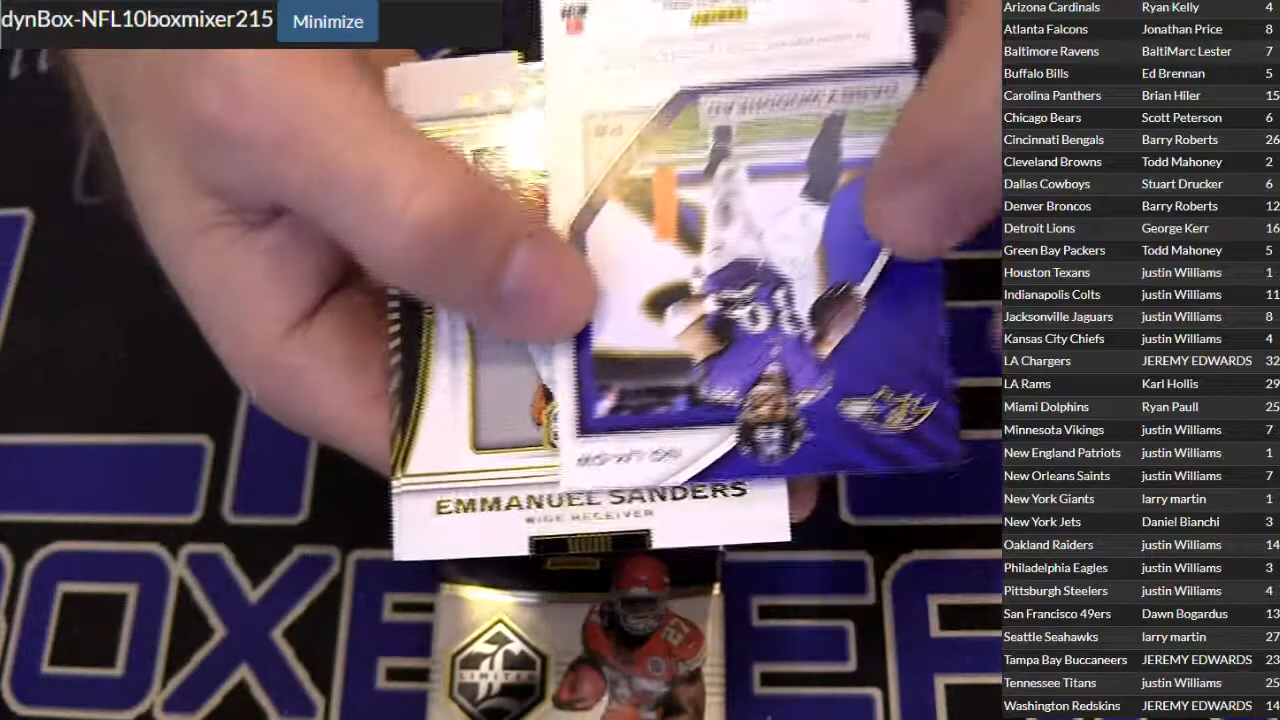 dynBox-NFL10boxmixer215 Minimize
EMMANUEL SANDERS
WIDE RECEIVER
LIMITED
27
Arizona Cardinals Ryan Kelly
Atlanta Falcons Jonathan Price 8
Baltimore Ravens BaltiMarc Lee 7
Buffalo Bills Ed Brennan 5
Carolina Panthers Brian Hiler 15
Chicago Bears Scott Peterson 6
Cincinnati Bengals Barry Roberts 26
Cleveland Browns Todd Mahoney 2
Dallas Cowboys Stuart Drucker 6
Denver Broncos Barry Roberts 12
Detroit Lions George Kerr 16
Green Bay Packers Todd Mahoney 5
Houston Texans justin Williams 1
Indianapolis Colts justin Williams 11
Jacksonville Jaguars justin Williams 8
Kansas City Chiefs justin Williams 4
LA Chargers JEREMY EDWARDS 32
LA Rams Karl Hollis 29
Miami Dolphins Ryan Paull 25
Minnesota Vikings justin Williams 7
New England Patriots justin Williams 1
New Orleans Saints justin Williams 7
New York Giants larry martin 1
New York Jets Daniel Bianchi
Oakland Raiders justin Williams 14
Philadelphia Eagles justin Williams
Pittsburgh Steelers justin Williams 4
San Francisco 49ers Dawn Bogardus 13
Seattle Seahawks larry martin 27
Tampa Bay Buccaneers JEREMY EDWARDS 23
Tennessee Titans justin Williams 25
Washington Redskins JEREMY EDWARDS 14